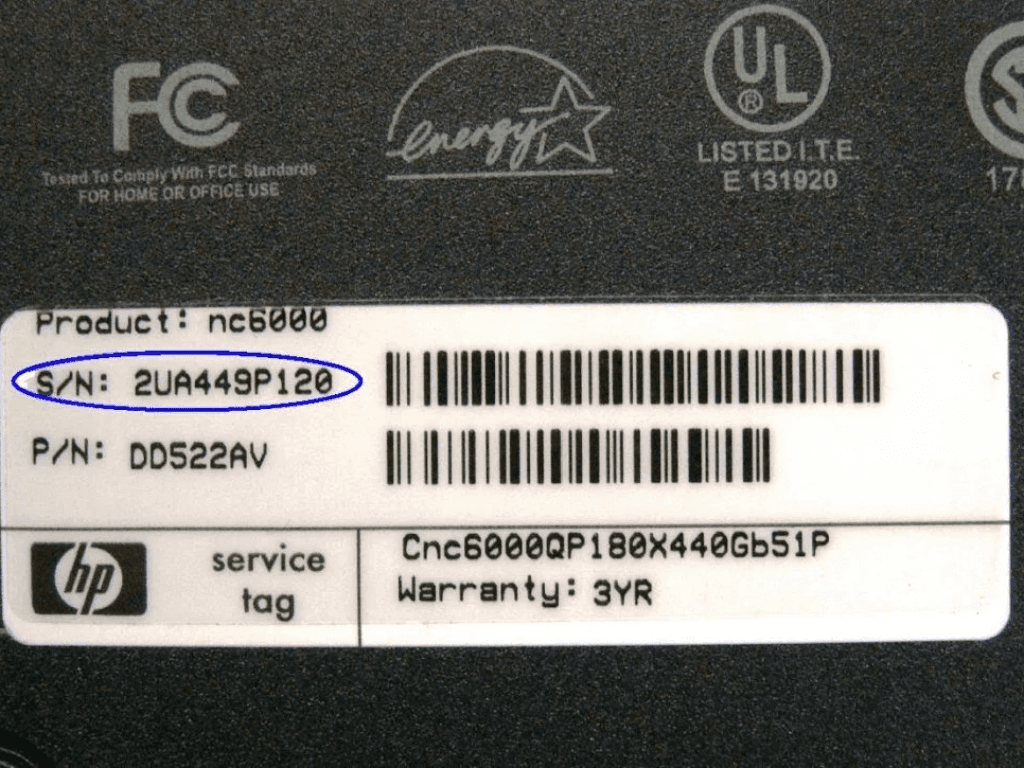 FC
energy
UL
®
LISTED I.T.E.
E 131920
Tested To Comply With FCC Standards
FOR HOME OR OFFICE USE
Product: nc6000
S/N: 2UA449P120
P/N: DD522AV
hp
service
tag
Cnc6000QP180X440Gb51P
Warranty: 3YR